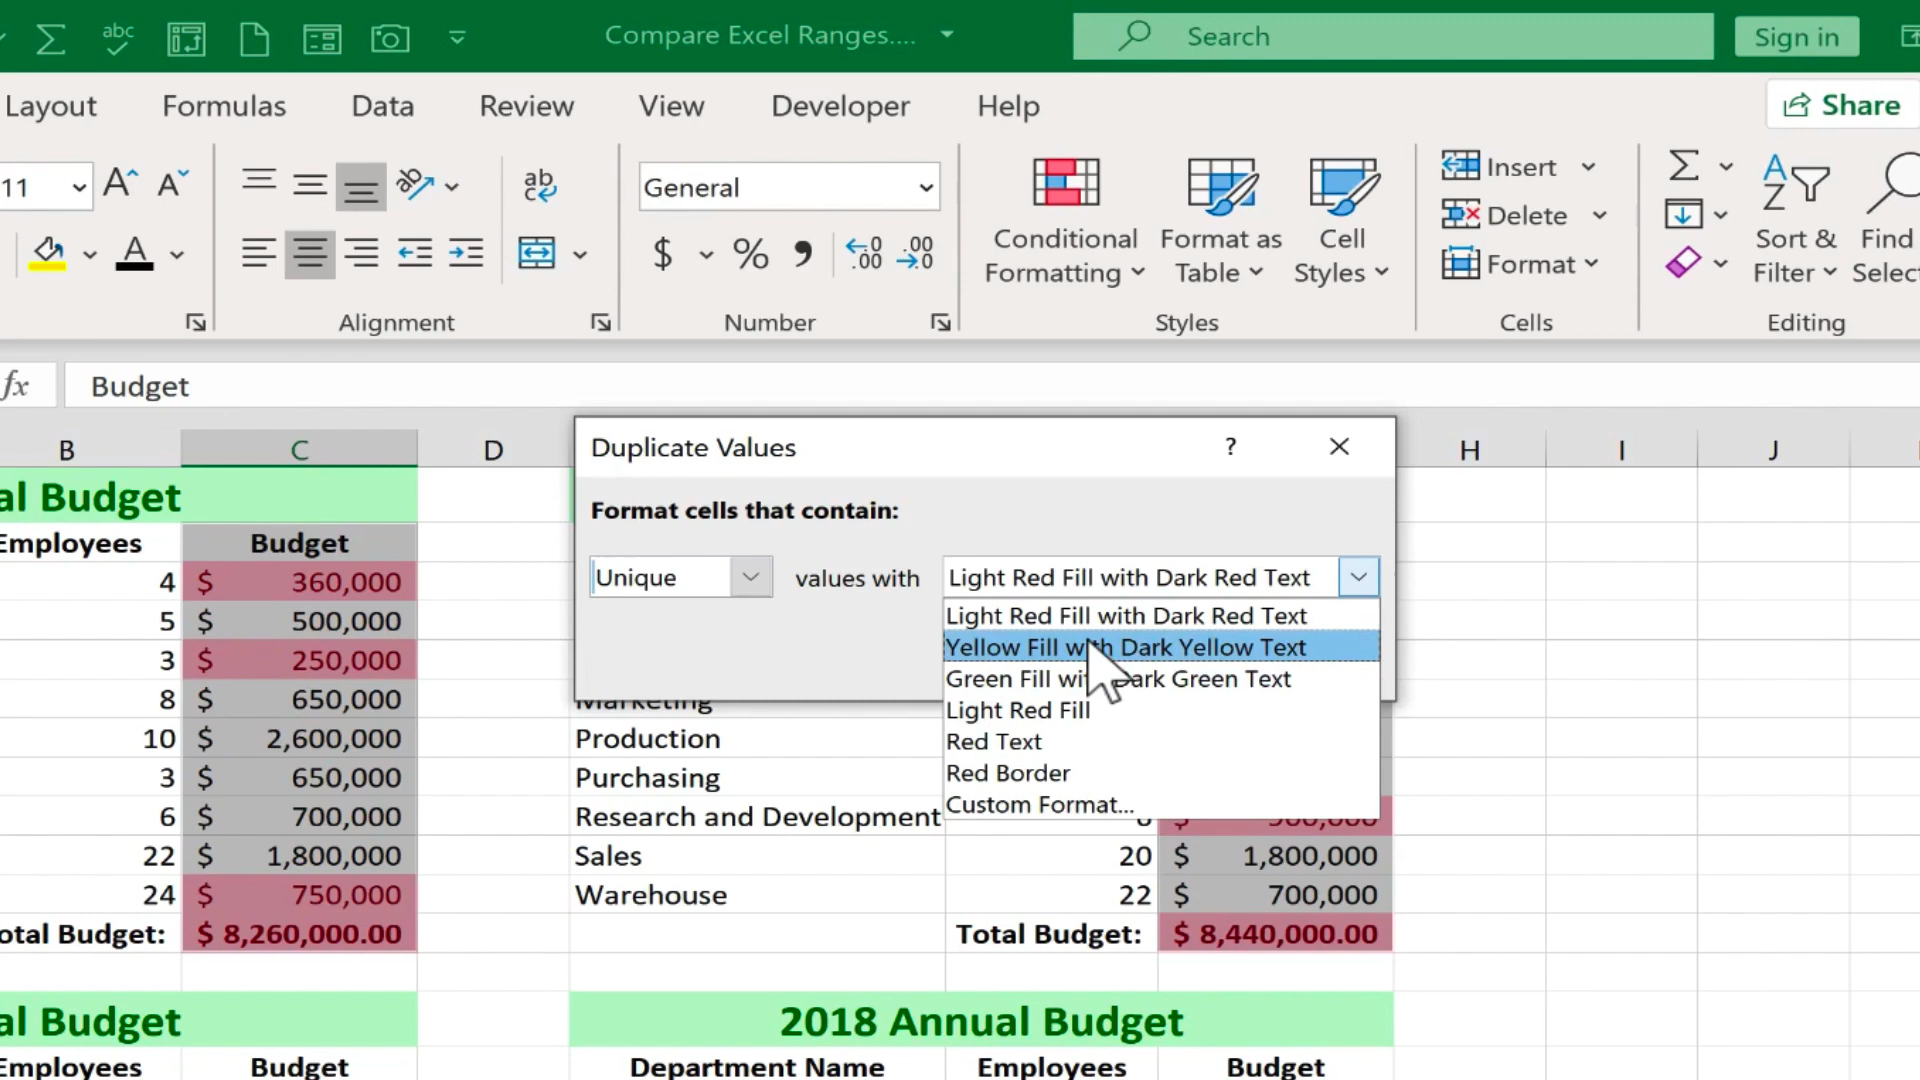 abc
Compare Excel Ranges....
Search
Sign in
Layout Formulas Data Review View Developer Help Share
11 General
Conditional Formatting
Format as Table
Cell Styles
Insert
Delete
Format
Sort & Filter
Find
Selec
Alignment Number Styles Cells Editing
fx Budget
B C D H I J
Duplicate Values ? ×
Format cells that contain:
Unique values with Light Red Fill with Dark Red Text
Light Red Fill with Dark Red Text
Yellow Fill with Dark Yellow Text
Green Fill with Dark Green Text
Light Red Fill
Red Text
Red Border
Custom Format...
al Budget
Employees Budget
4 $ 360,000
5 $ 500,000
3 $ 250,000
8 $ 650,000 Marketing
10 $ 2,600,000 Production
3 $ 650,000 Purchasing
6 $ 700,000 Research and Development
22 $ 1,800,000 Sales 20 $ 1,800,000
24 $ 750,000 Warehouse 22 $ 700,000
otal Budget: $ 8,260,000.00 Total Budget: $ 8,440,000.00
al Budget 2018 Annual Budget
Employees Budget Department Name Employees Budget